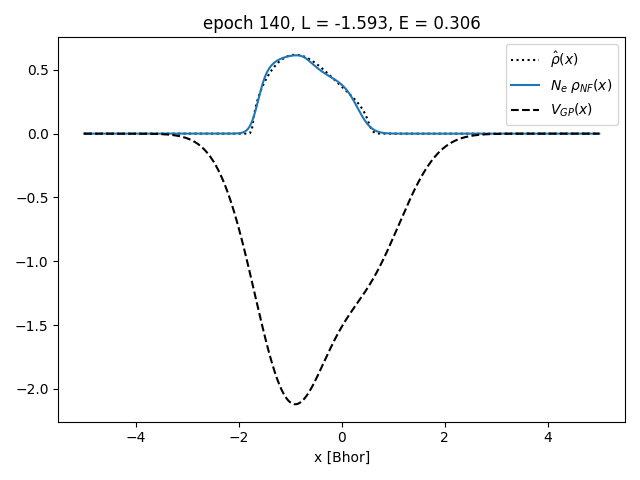 epoch 140, L = -1.593, E = 0.306
ρ̂(x)
N_e ρ_NF(x)
V_GP(x)
0.5
0.0
−0.5
−1.0
−1.5
−2.0
−4
−2
0
2
4
x [Bhor]